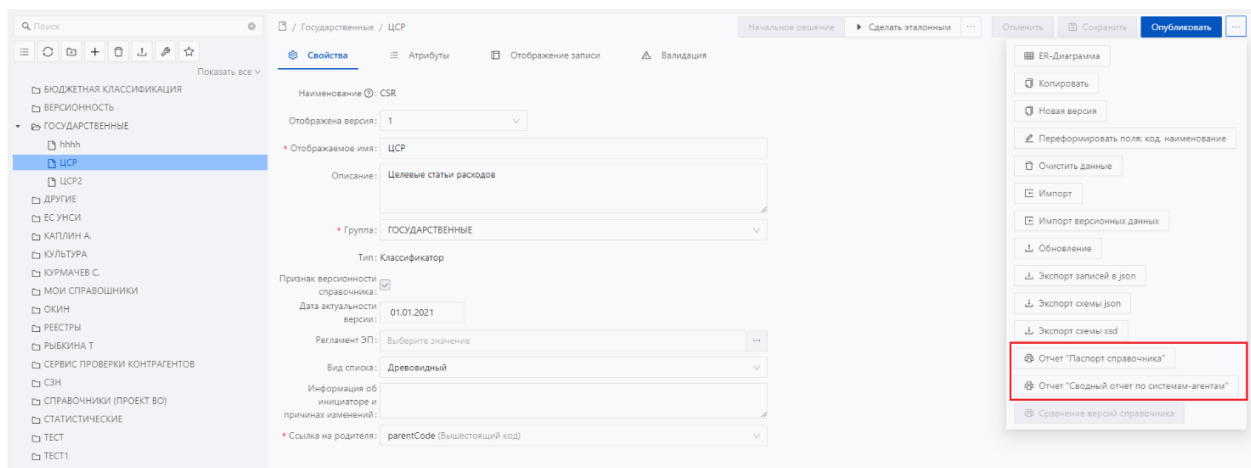 Поиск
Показать все
БЮДЖЕТНАЯ КЛАССИФИКАЦИЯ
ВЕРСИОННОСТЬ
ГОСУДАРСТВЕННЫЕ
hhhh
ЦСР
ЦСР2
ДРУГИЕ
ЕС УНСИ
КАПЛИН А.
КУЛЬТУРА
КУРМАЧЕВ С.
МОИ СПРАВОШНИКИ
ОКИН
РЕЕСТРЫ
РЫБКИНА Т
СЕРВИС ПРОВЕРКИ КОНТРАГЕНТОВ
СЗН
СПРАВОЧНИКИ (ПРОЕКТ ВО)
СТАТИСТИЧЕСКИЕ
ТЕСТ
ТЕСТ1
/ Государственные / ЦСР
Начальное решение Сделать эталонным ... Отменить Сохранить Опубликовать ...
Свойства Атрибуты Отображение записи Валидация
Наименование: CSR
Отображена версия: 1
* Отображаемое имя: ЦСР
Описание: Целевые статьи расходов
* Группа: ГОСУДАРСТВЕННЫЕ
Тип: Классификатор
Признак версионности
справочника:
Дата актуальности
версии: 01.01.2021
Регламент ЭП: Выберите значение ...
Вид списка: Древовидный
Информация об
инициаторе и
причинах изменений:
* Ссылка на родителя: parentCode (Вышестоящий код)
ER-Диаграмма
Копировать
Новая версия
Переформировать поля: код, наименование
Очистить данные
Импорт
Импорт версионных данных
Обновление
Экспорт записей в json
Экспорт схемы json
Экспорт схемы xsd
Отчет "Паспорт справочника"
Отчет "Сводный отчет по системам-агентам"
Сравнение версий справочника